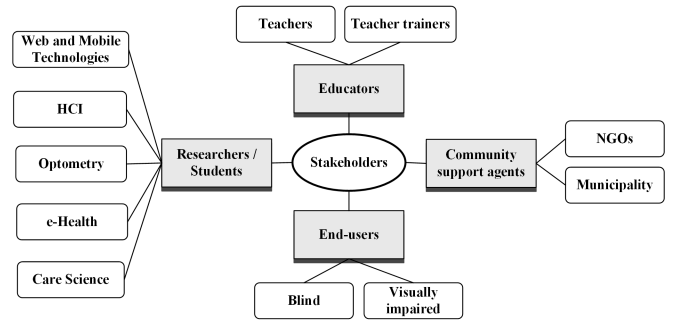 Teachers
Teacher trainers
Web and Mobile
Technologies
Educators
HCI
NGOs
Optometry
Researchers /
Students
Stakeholders
Community
support agents
Municipality
e-Health
End-users
Care Science
Blind
Visually
impaired